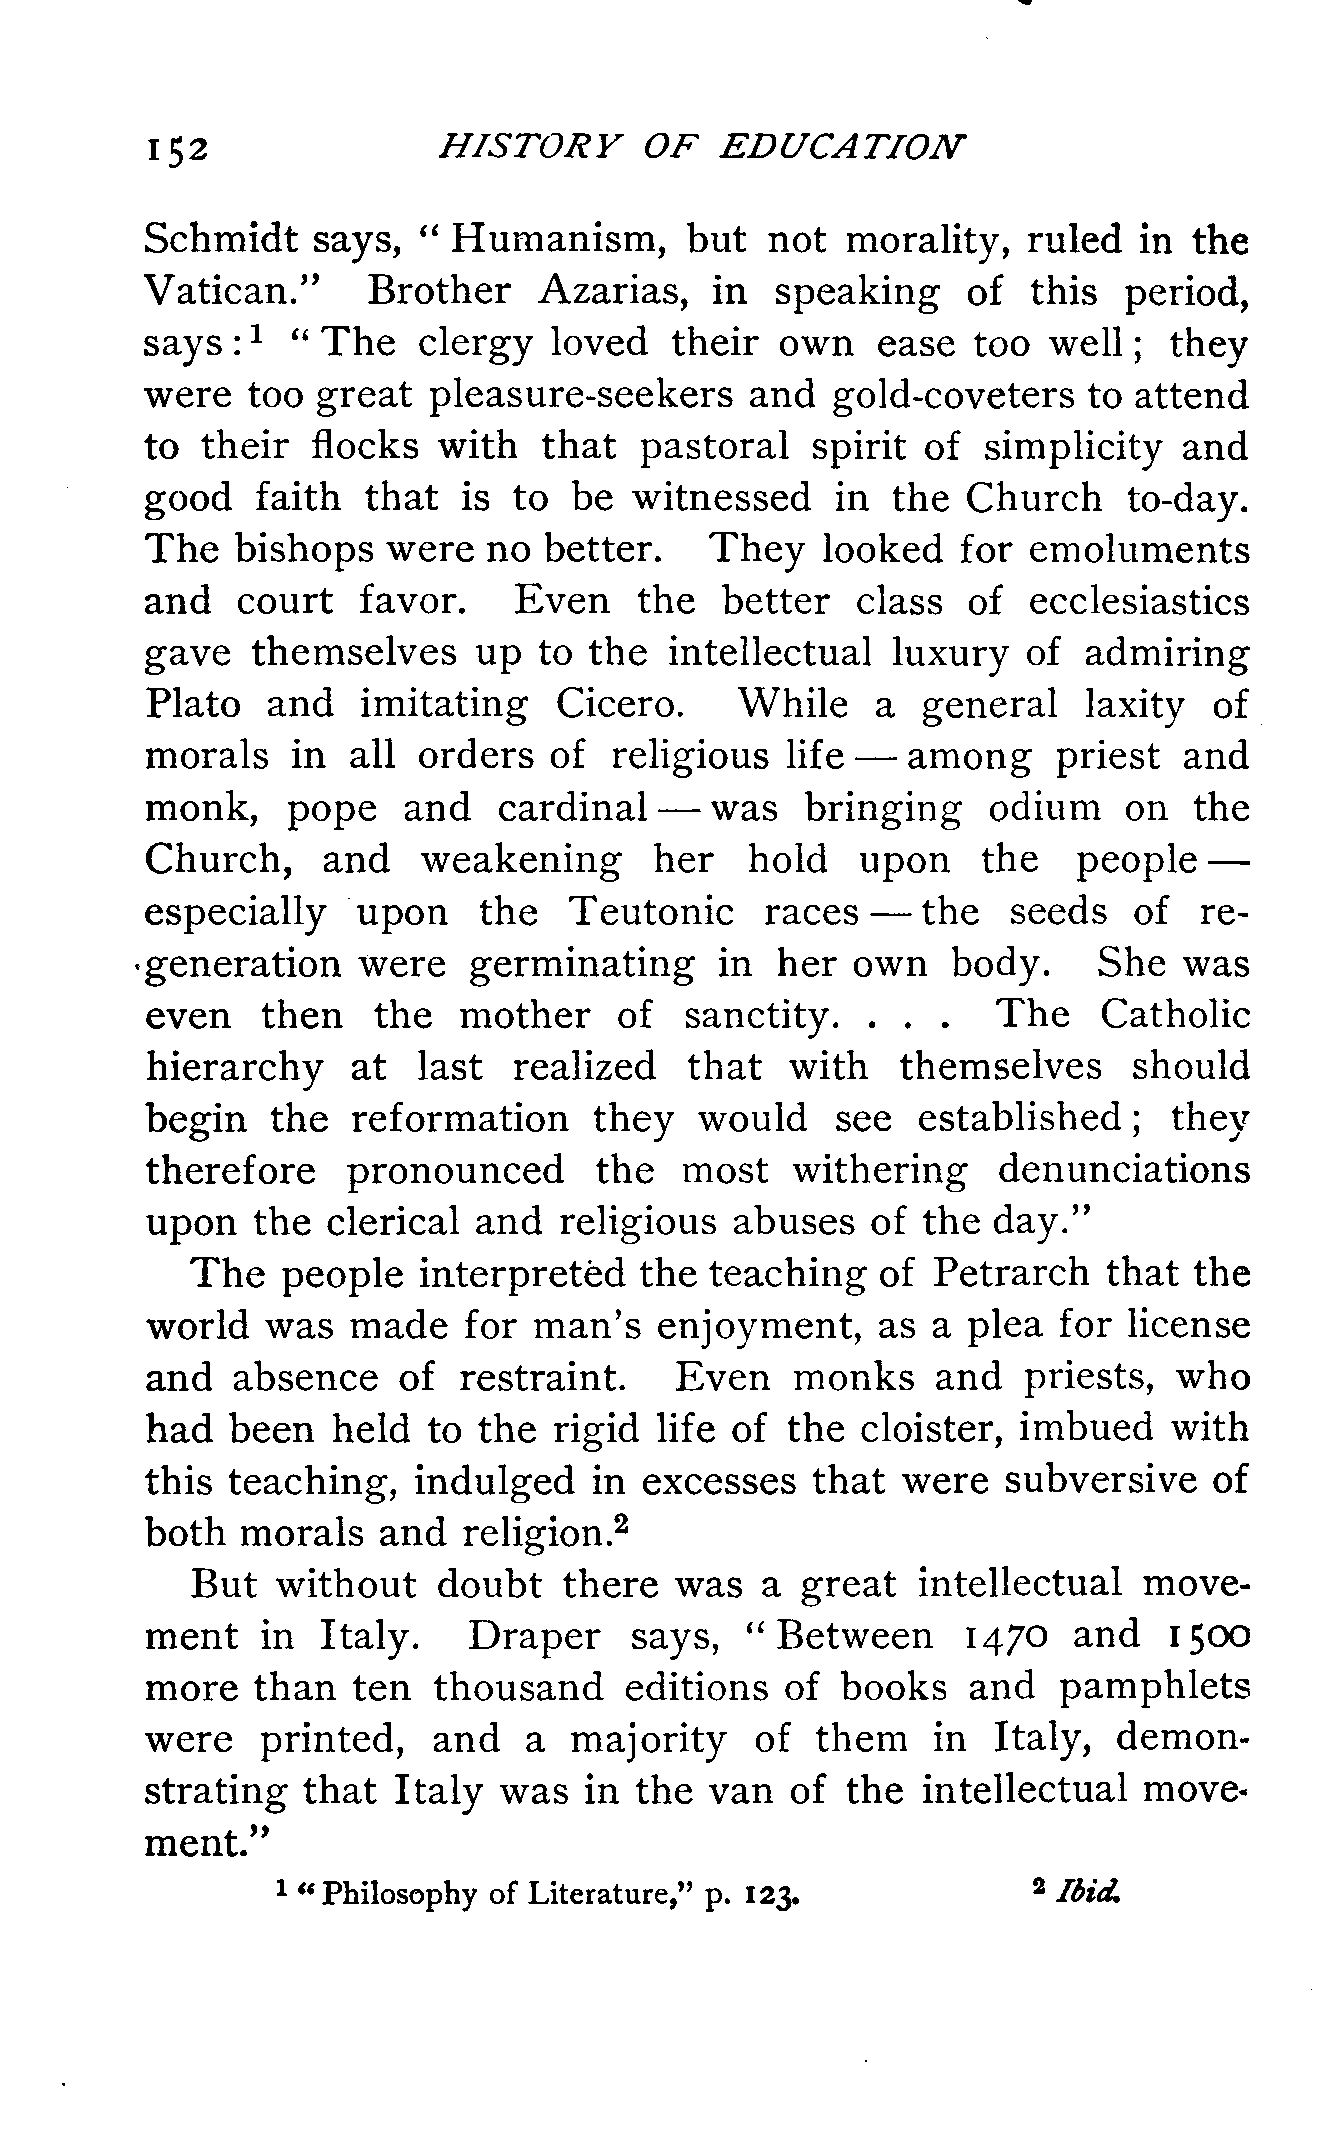 152 HISTORY OF EDUCATION
Schmidt says, “ Humanism, but not morality, ruled in the
Vatican.” Brother Azarias, in speaking of this period,
says :¹ “ The clergy loved their own ease too well ; they
were too great pleasure-seekers and gold-coveters to attend
to their flocks with that pastoral spirit of simplicity and
good faith that is to be witnessed in the Church to-day.
The bishops were no better. They looked for emoluments
and court favor. Even the better class of ecclesiastics
gave themselves up to the intellectual luxury of admiring
Plato and imitating Cicero. While a general laxity of
morals in all orders of religious life — among priest and
monk, pope and cardinal — was bringing odium on the
Church, and weakening her hold upon the people —
especially upon the Teutonic races — the seeds of re-
generation were germinating in her own body. She was
even then the mother of sanctity. . . . The Catholic
hierarchy at last realized that with themselves should
begin the reformation they would see established ; they
therefore pronounced the most withering denunciations
upon the clerical and religious abuses of the day.”
The people interpreted the teaching of Petrarch that the
world was made for man’s enjoyment, as a plea for license
and absence of restraint. Even monks and priests, who
had been held to the rigid life of the cloister, imbued with
this teaching, indulged in excesses that were subversive of
both morals and religion.²
But without doubt there was a great intellectual move-
ment in Italy. Draper says, “ Between 1470 and 1500
more than ten thousand editions of books and pamphlets
were printed, and a majority of them in Italy, demon-
strating that Italy was in the van of the intellectual move-
ment.”
¹ “ Philosophy of Literature,” p. 123. ² Ibid.